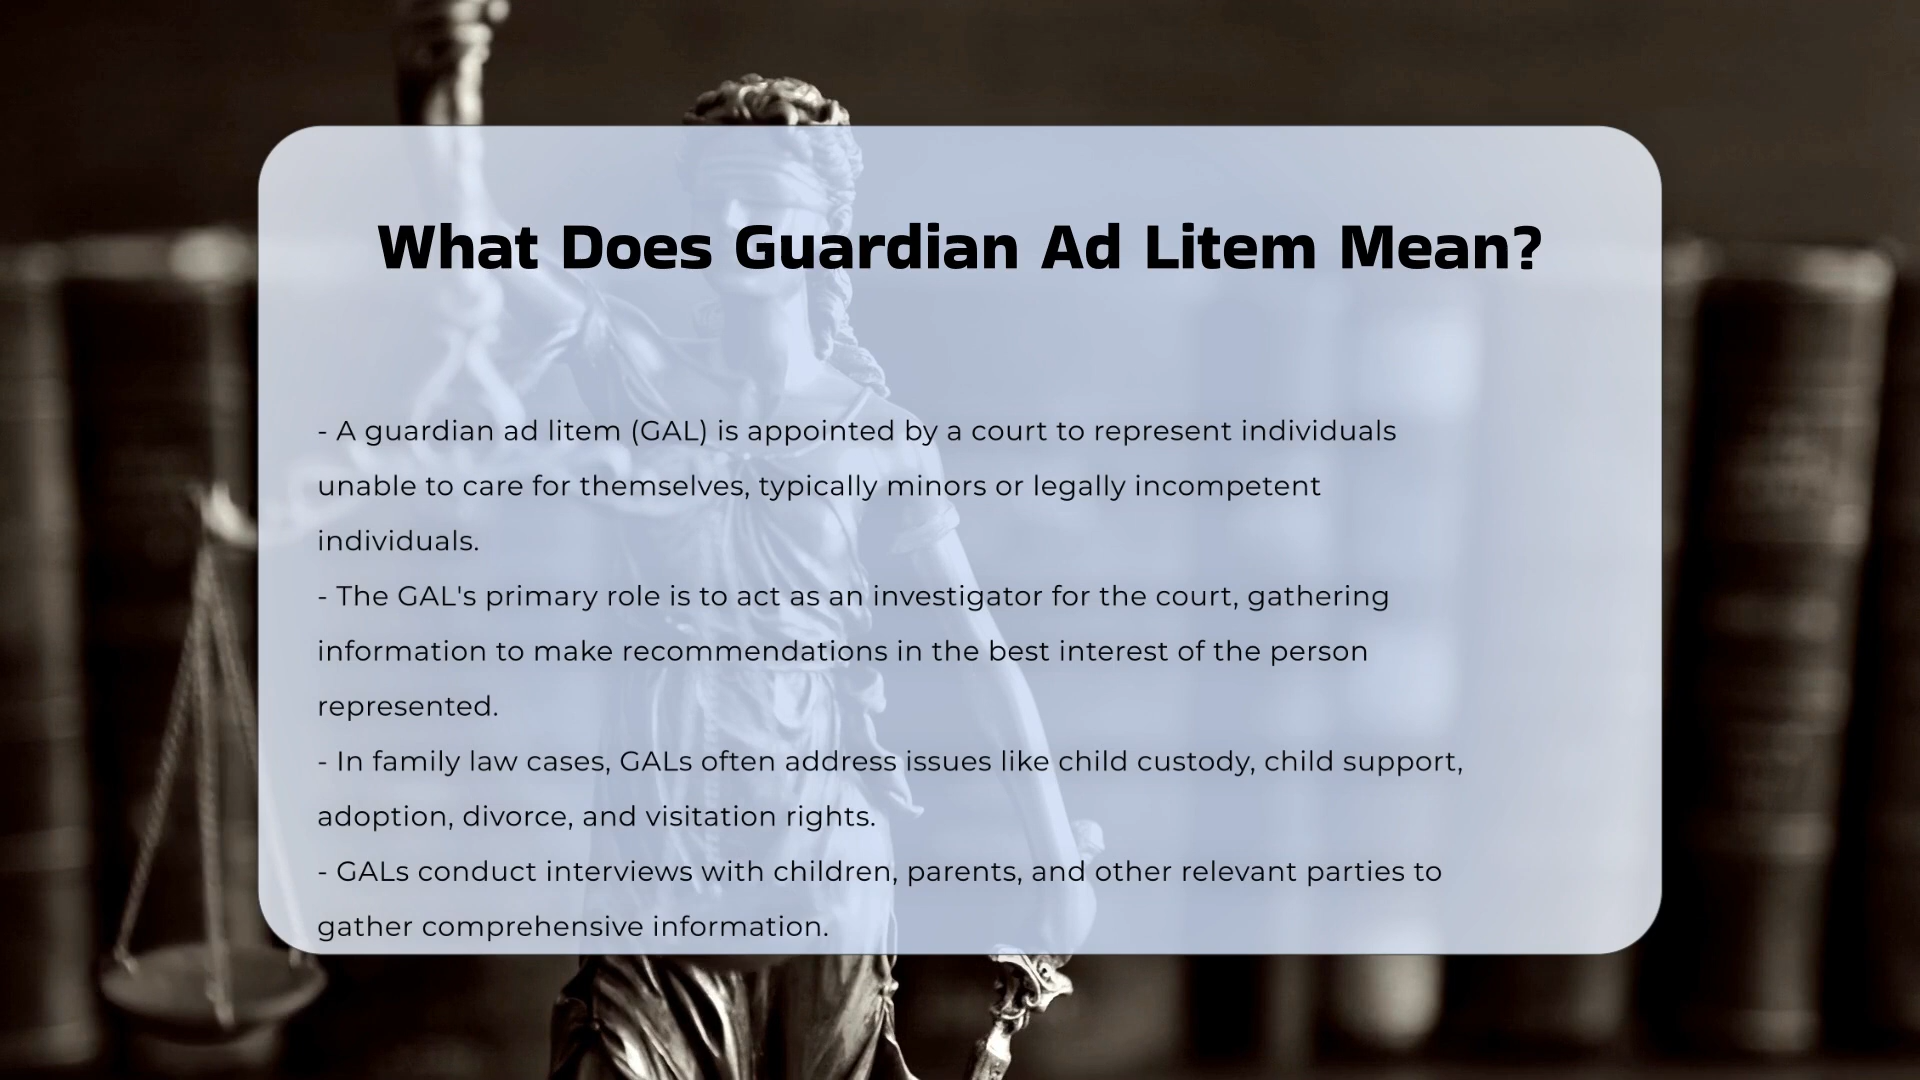 What Does Guardian Ad Litem Mean?
- A guardian ad litem (GAL) is appointed by a court to represent individuals
unable to care for themselves, typically minors or legally incompetent
individuals.
- The GAL's primary role is to act as an investigator for the court, gathering
information to make recommendations in the best interest of the person
represented.
- In family law cases, GALs often address issues like child custody, child support,
adoption, divorce, and visitation rights.
- GALs conduct interviews with children, parents, and other relevant parties to
gather comprehensive information.